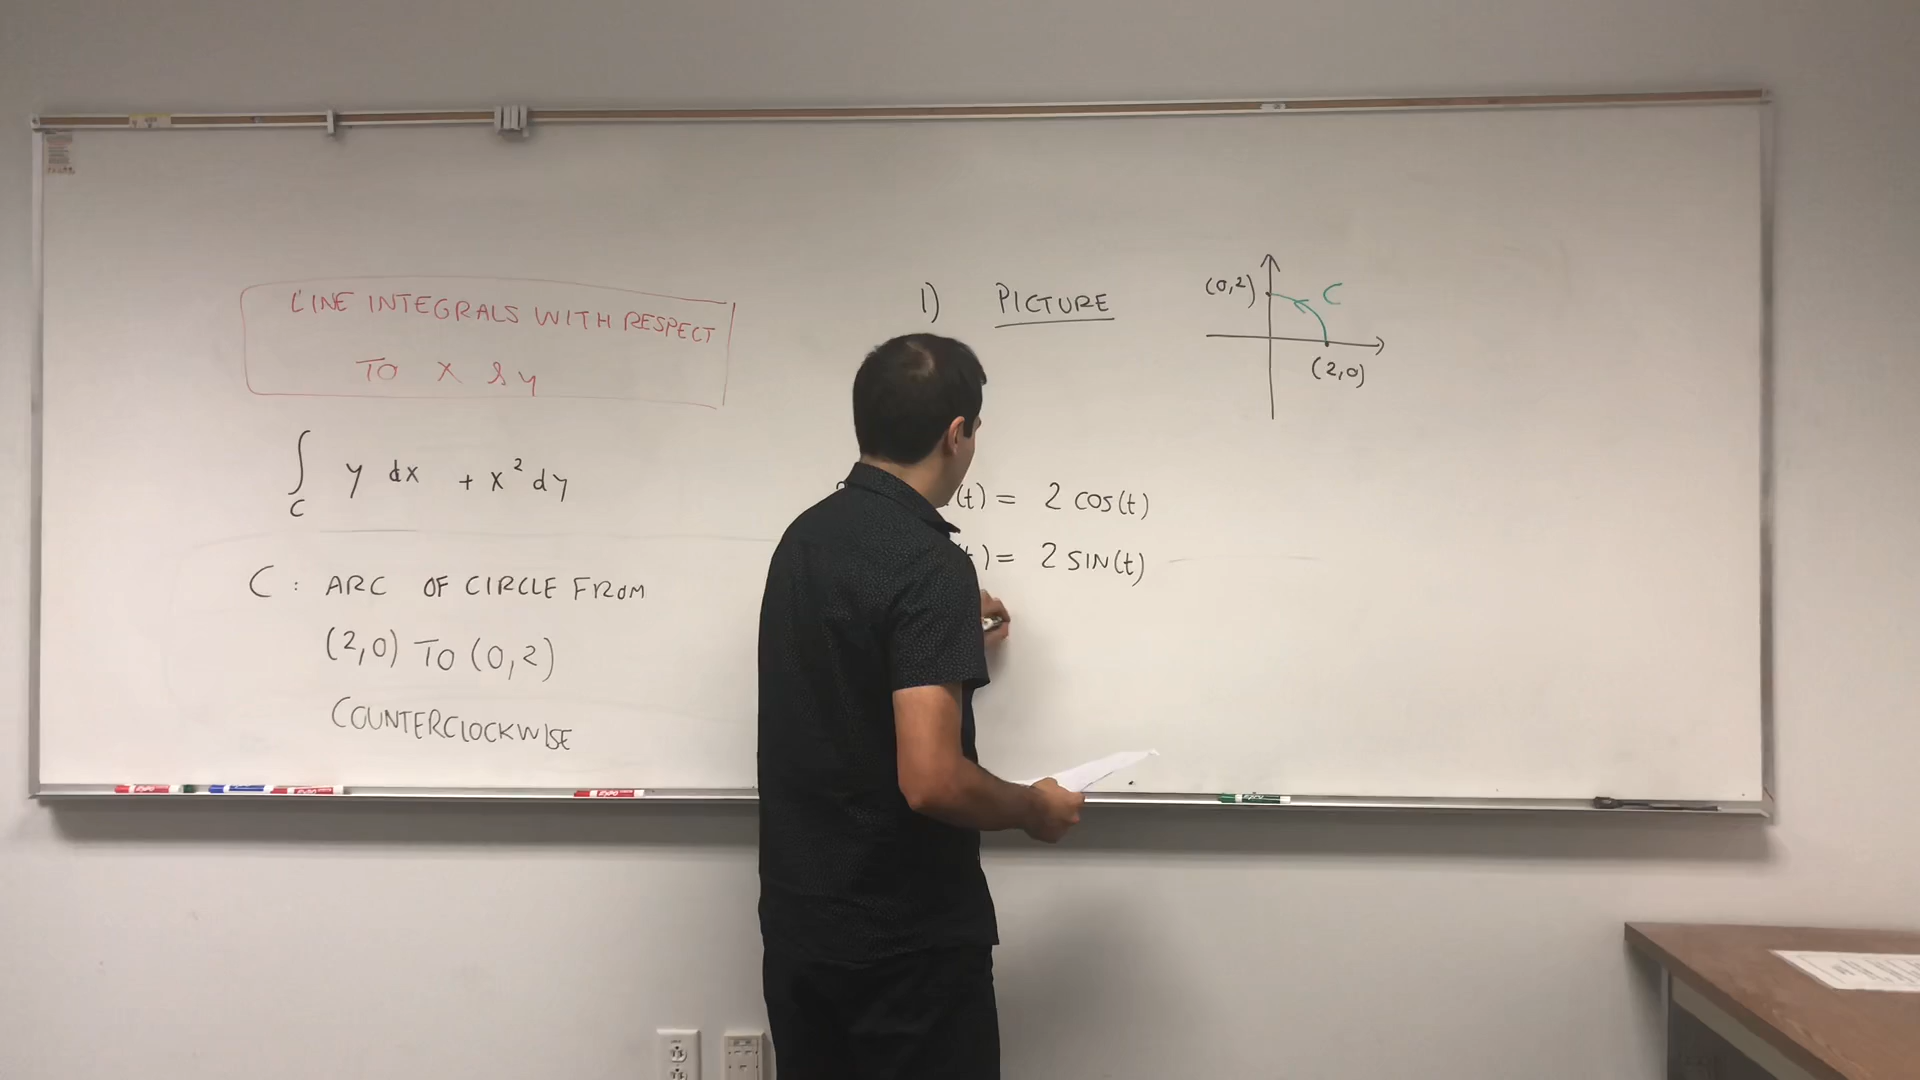 LINE INTEGRALS WITH RESPECT
TO X & y
∫ y dx + x² dy
C
C : ARC OF CIRCLE FROM
(2,0) TO (0,2)
COUNTERCLOCKWISE
1) PICTURE
(0,2)
C
(2,0)
(t) = 2 cos(t)
) = 2 SIN(t)
EXPO